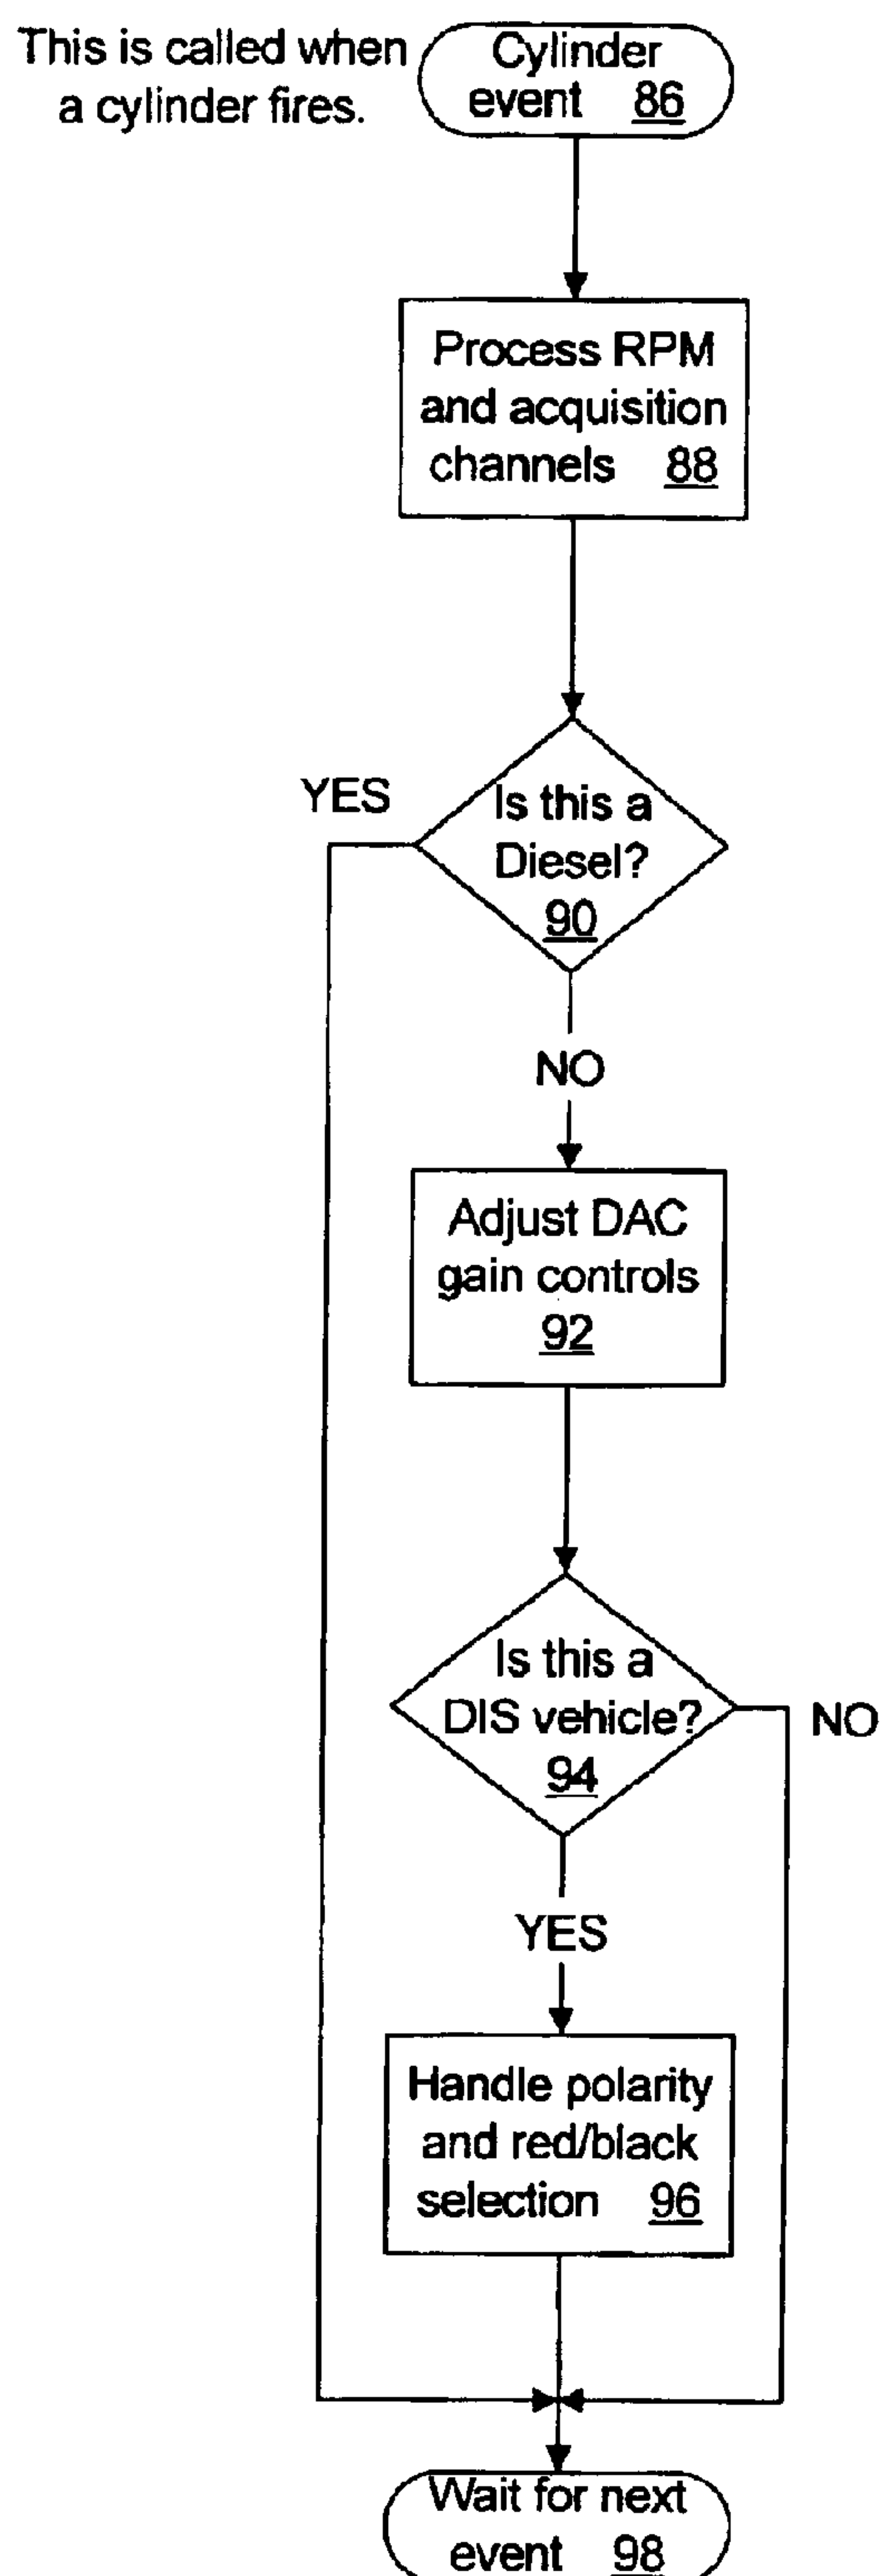 This is called when
a cylinder fires.
Cylinder
event 86
Process RPM
and acquisition
channels 88
YES
Is this a
Diesel?
90
NO
Adjust DAC
gain controls
92
Is this a
DIS vehicle?
94
NO
YES
Handle polarity
and red/black
selection 96
Wait for next
event 98